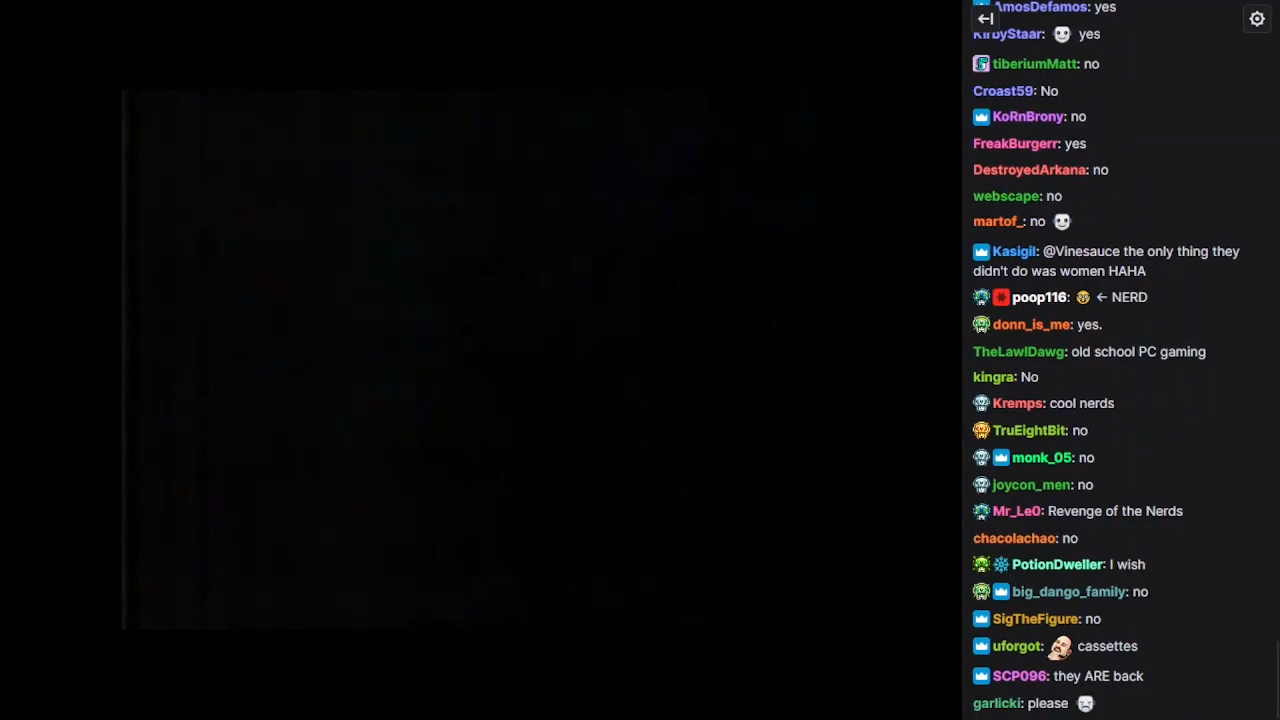 AmosDefamos: yes
KirbyStaar: yes
tiberiumMatt: no
Croast59: No
KoRnBrony: no
FreakBurgerr: yes
DestroyedArkana: no
webscape: no
martof_: no
Kasigil: @Vinesauce the only thing they
didn't do was women HAHA
poop116: ← NERD
donn_is_me: yes.
TheLawlDawg: old school PC gaming
kingra: No
Kremps: cool nerds
TruEightBit: no
monk_05: no
joycon_men: no
Mr_Le0: Revenge of the Nerds
chacolachao: no
PotionDweller: I wish
big_dango_family: no
SigTheFigure: no
uforgot: cassettes
SCP096: they ARE back
garlicki: please